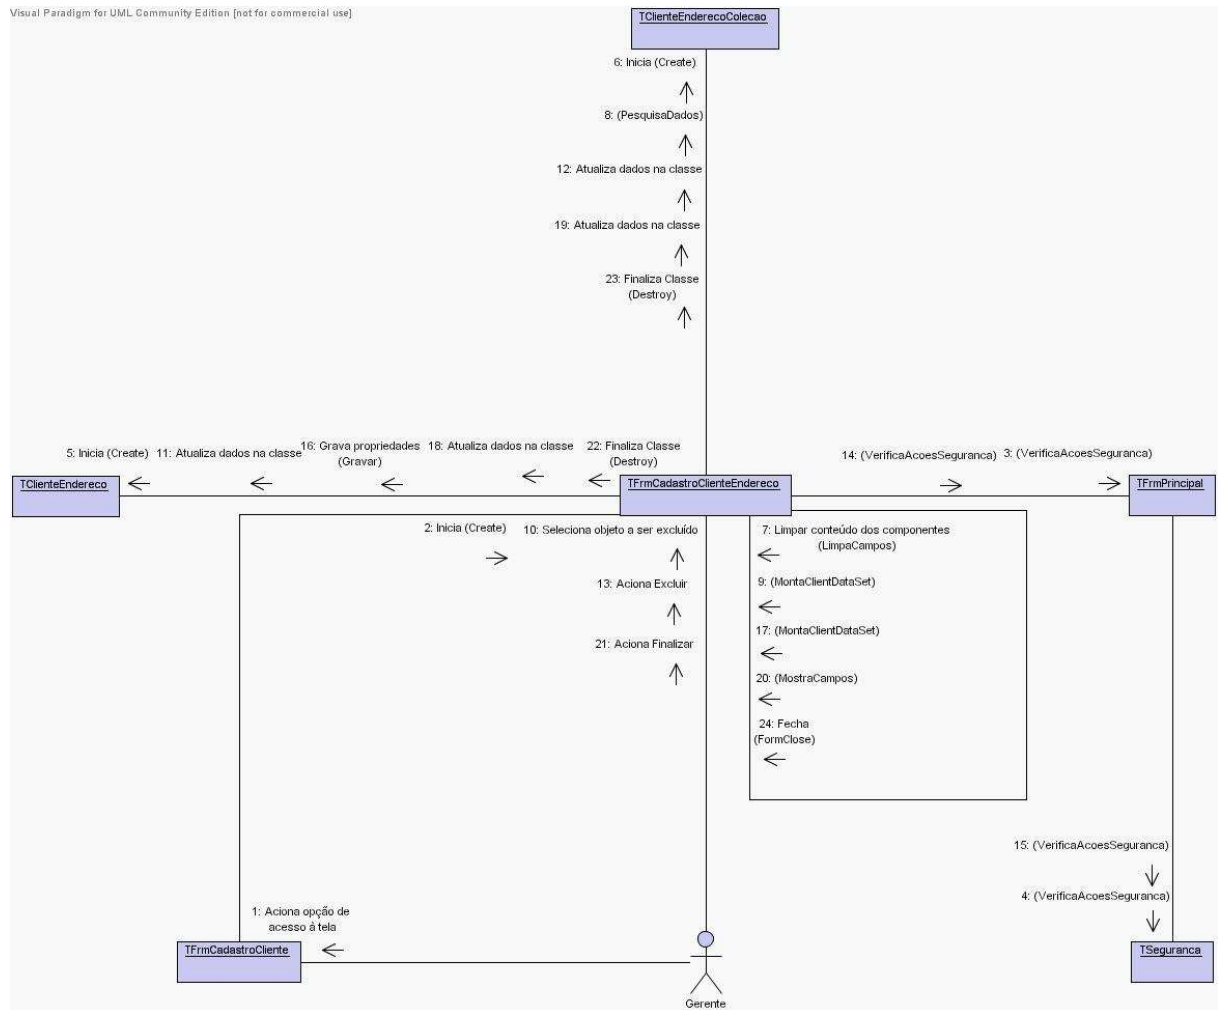 Visual Paradigm for UML Community Edition [not for commercial use]
TClienteEnderecoColecao
6: Inicia (Create)
8: (PesquisaDados)
12: Atualiza dados na classe
19: Atualiza dados na classe
23: Finaliza Classe
(Destroy)
5: Inicia (Create)
11: Atualiza dados na classe
16: Grava propriedades
(Gravar)
18: Atualiza dados na classe
22: Finaliza Classe
(Destroy)
14: (VerificaAcoesSeguranca)
3: (VerificaAcoesSeguranca)
TClienteEndereco
TFrmCadastroClienteEndereco
TFrmPrincipal
2: Inicia (Create)
10: Seleciona objeto a ser excluído
13: Aciona Excluir
21: Aciona Finalizar
7: Limpar conteúdo dos componentes
(LimpaCampos)
9: (MontaClientDataSet)
17: (MontaClientDataSet)
20: (MostraCampos)
24: Fecha
(FormClose)
15: (VerificaAcoesSeguranca)
4: (VerificaAcoesSeguranca)
1: Aciona opção de
acesso à tela
TFrmCadastroCliente
TSeguranca
Gerente